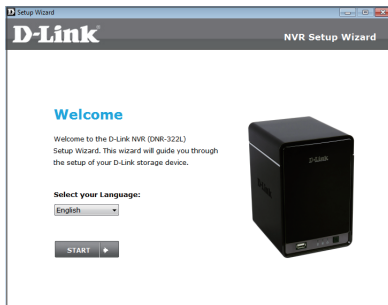 D Setup Wizard
D-Link
NVR Setup Wizard
Welcome
Welcome to the D-Link NVR (DNR-322L)
Setup Wizard. This wizard will guide you through
the setup of your D-Link storage device.
Select your Language:
English
START
D-Link
D-Link